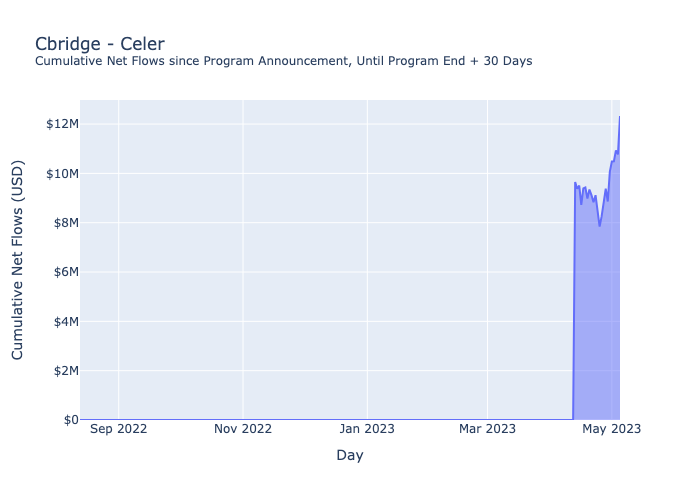 Cbridge - Celer
Cumulative Net Flows since Program Announcement, Until Program End + 30 Days
Cumulative Net Flows (USD)
$12M
$10M
$8M
$6M
$4M
$2M
$0
Sep 2022 Nov 2022 Jan 2023 Mar 2023 May 2023
Day